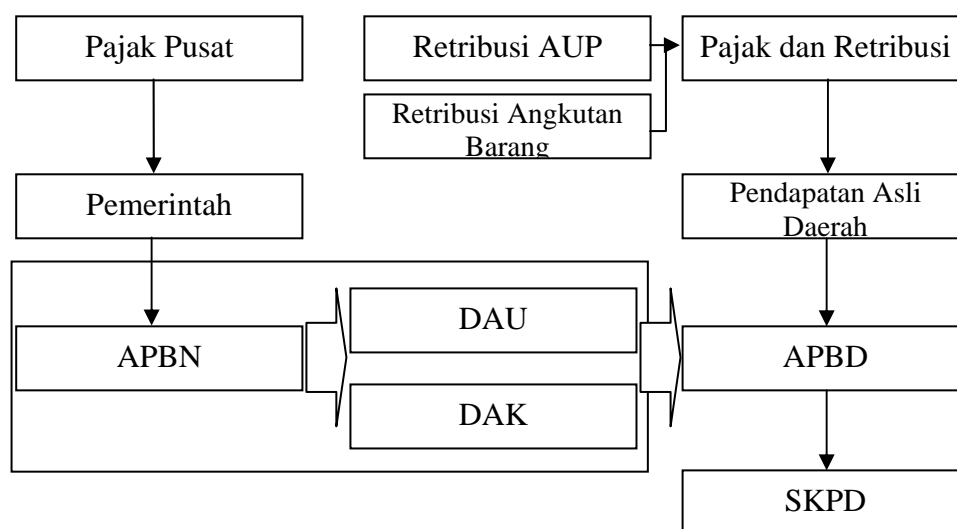 Pajak Pusat
Retribusi AUP
Pajak dan Retribusi
Retribusi Angkutan
Barang
Pemerintah
Pendapatan Asli
Daerah
DAU
APBN
APBD
DAK
SKPD